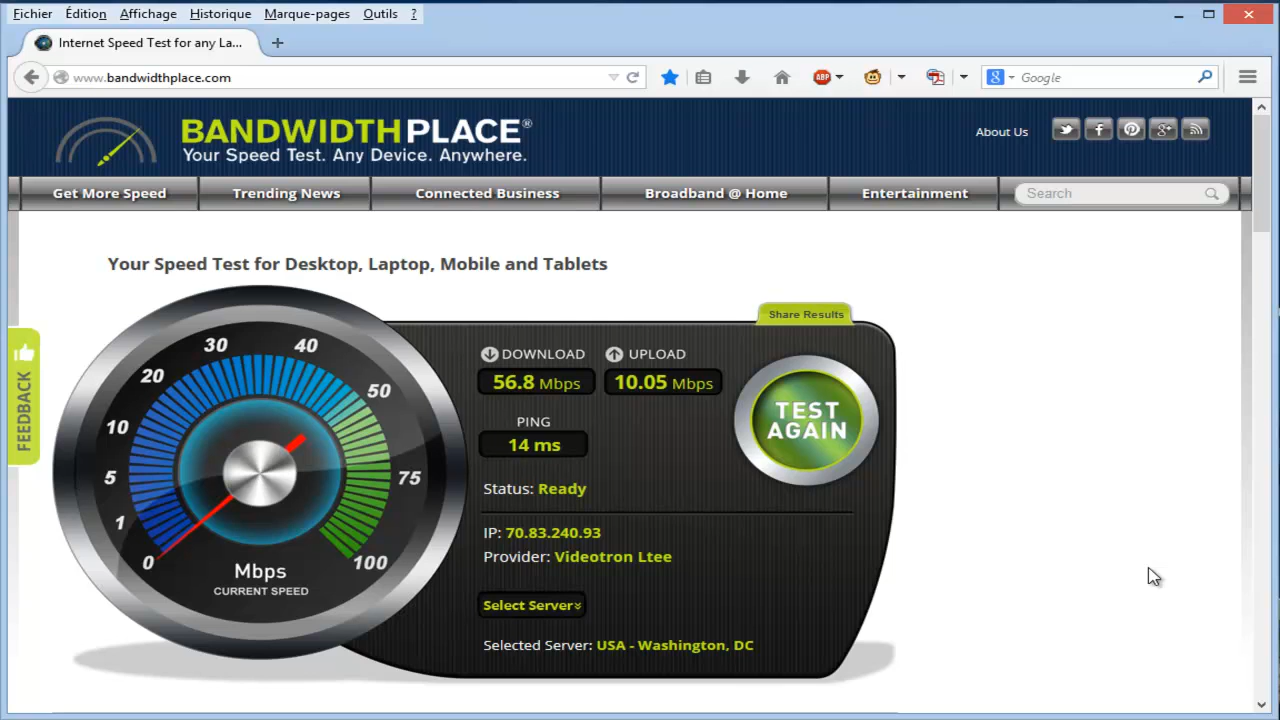 Fichier Édition Affichage Historique Marque-pages Outils ?
Internet Speed Test for any La...
www.bandwidthplace.com
ABP
Google
BANDWIDTHPLACE®
Your Speed Test. Any Device. Anywhere.
About Us
Get More Speed Trending News Connected Business Broadband @ Home Entertainment Search
Your Speed Test for Desktop, Laptop, Mobile and Tablets
Share Results
FEEDBACK
DOWNLOAD UPLOAD
56.8 Mbps 10.05 Mbps
PING
14 ms
TEST
AGAIN
Status: Ready
IP: 70.83.240.93
Provider: Videotron Ltee
Select Server
Selected Server: USA - Washington, DC
0
1
5
10
20
30
40
50
75
100
Mbps
CURRENT SPEED